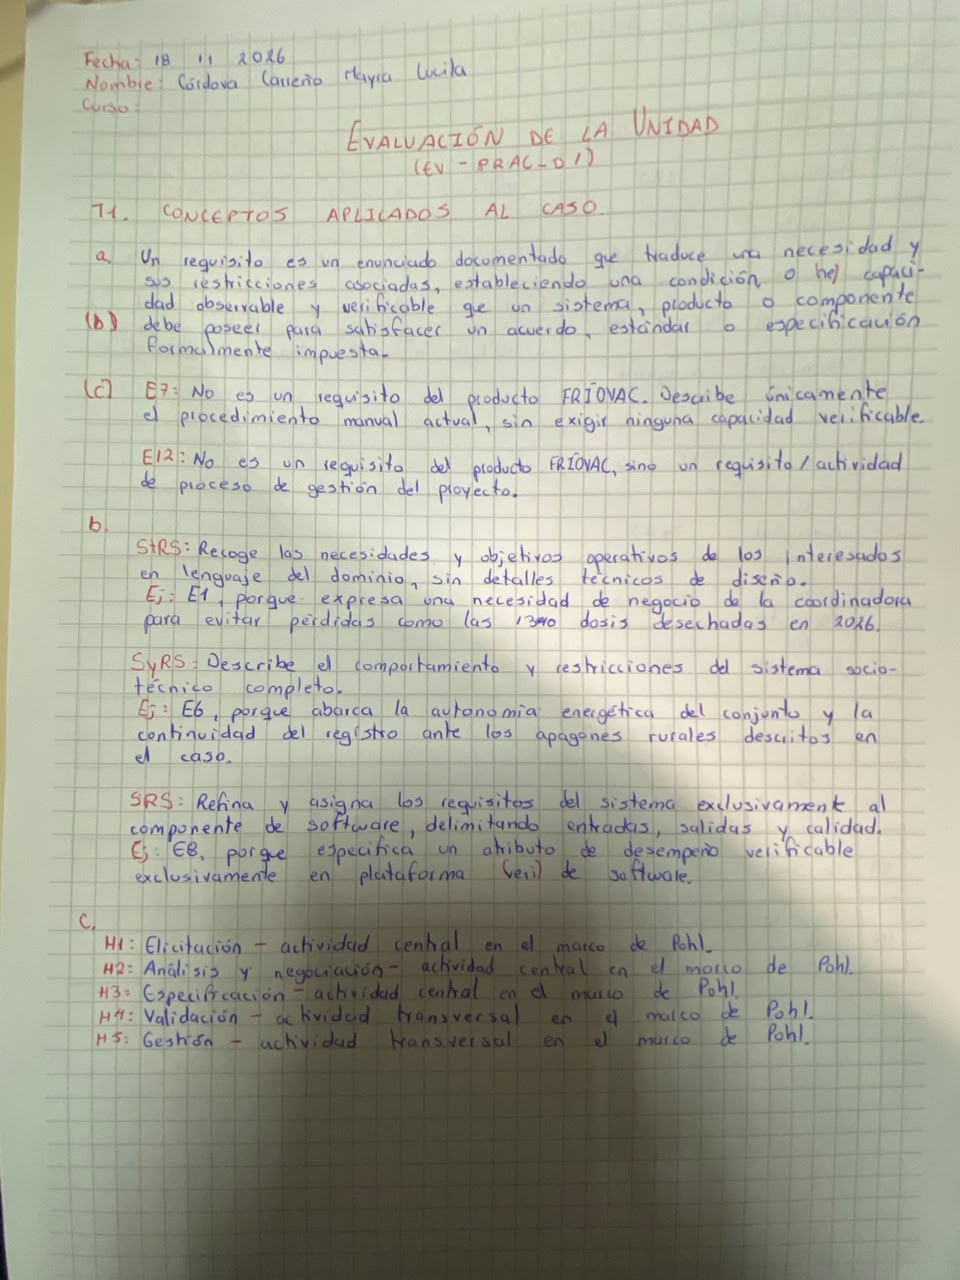 Fecha: 18 11 2026
Nombre: Córdova Carreño Mayra Lucila
Curso:
EVALUACIÓN DE LA UNIDAD
(EV - PRAC - 01)
T1. CONCEPTOS APLICADOS AL CASO.
a. Un requisito es un enunciado documentado que traduce una necesidad y
sus restricciones asociadas, estableciendo una condición o capaci-
dad observable y verificable que un sistema, producto o componente
(b) debe poseer para satisfacer un acuerdo, estándar o especificación
formalmente impuesta.
(c) E7: No es un requisito del producto FRIOVAC. Describe únicamente
el procedimiento manual actual, sin exigir ninguna capacidad verificable.
E12: No es un requisito del producto FRIOVAC, sino un requisito/actividad
de proceso de gestión del proyecto.
b.
StRS: Recoge las necesidades y objetivos operativos de los interesados
en lenguaje del dominio, sin detalles técnicos de diseño.
Ej: E1, porque expresa una necesidad de negocio de la coordinadora
para evitar pérdidas como las dosis desechadas en 2026.
SyRS: Describe el comportamiento y restricciones del sistema socio-
técnico completo.
Ej: E6, porque abarca la autonomía energética del conjunto y la
continuidad del registro ante los apagones rurales descritos en
el caso.
SRS: Refina y asigna los requisitos del sistema exclusivamente al
componente de software, delimitando entradas, salidas y calidad.
Ej: E8, porque especifica un atributo de desempeño verificable
exclusivamente en plataforma (veri) de software.
C.
H1: Elicitación - actividad central en el marco de Pohl.
H2: Análisis y negociación - actividad central en el marco de Pohl.
H3: Especificación - actividad central en el marco de Pohl.
H4: Validación - actividad transversal en el marco de Pohl.
H5: Gestión - actividad transversal en el marco de Pohl.